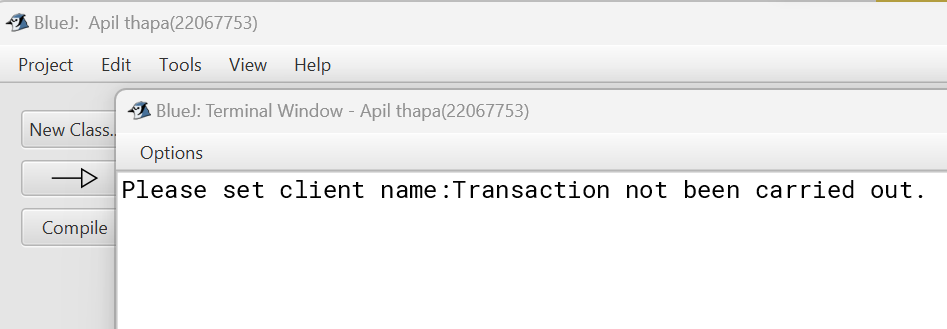 BlueJ:  Apil thapa(22067753)
Project Edit Tools View Help
BlueJ: Terminal Window - Apil thapa(22067753)
New Class..
Options
Please set client name:Transaction not been carried out.
Compile